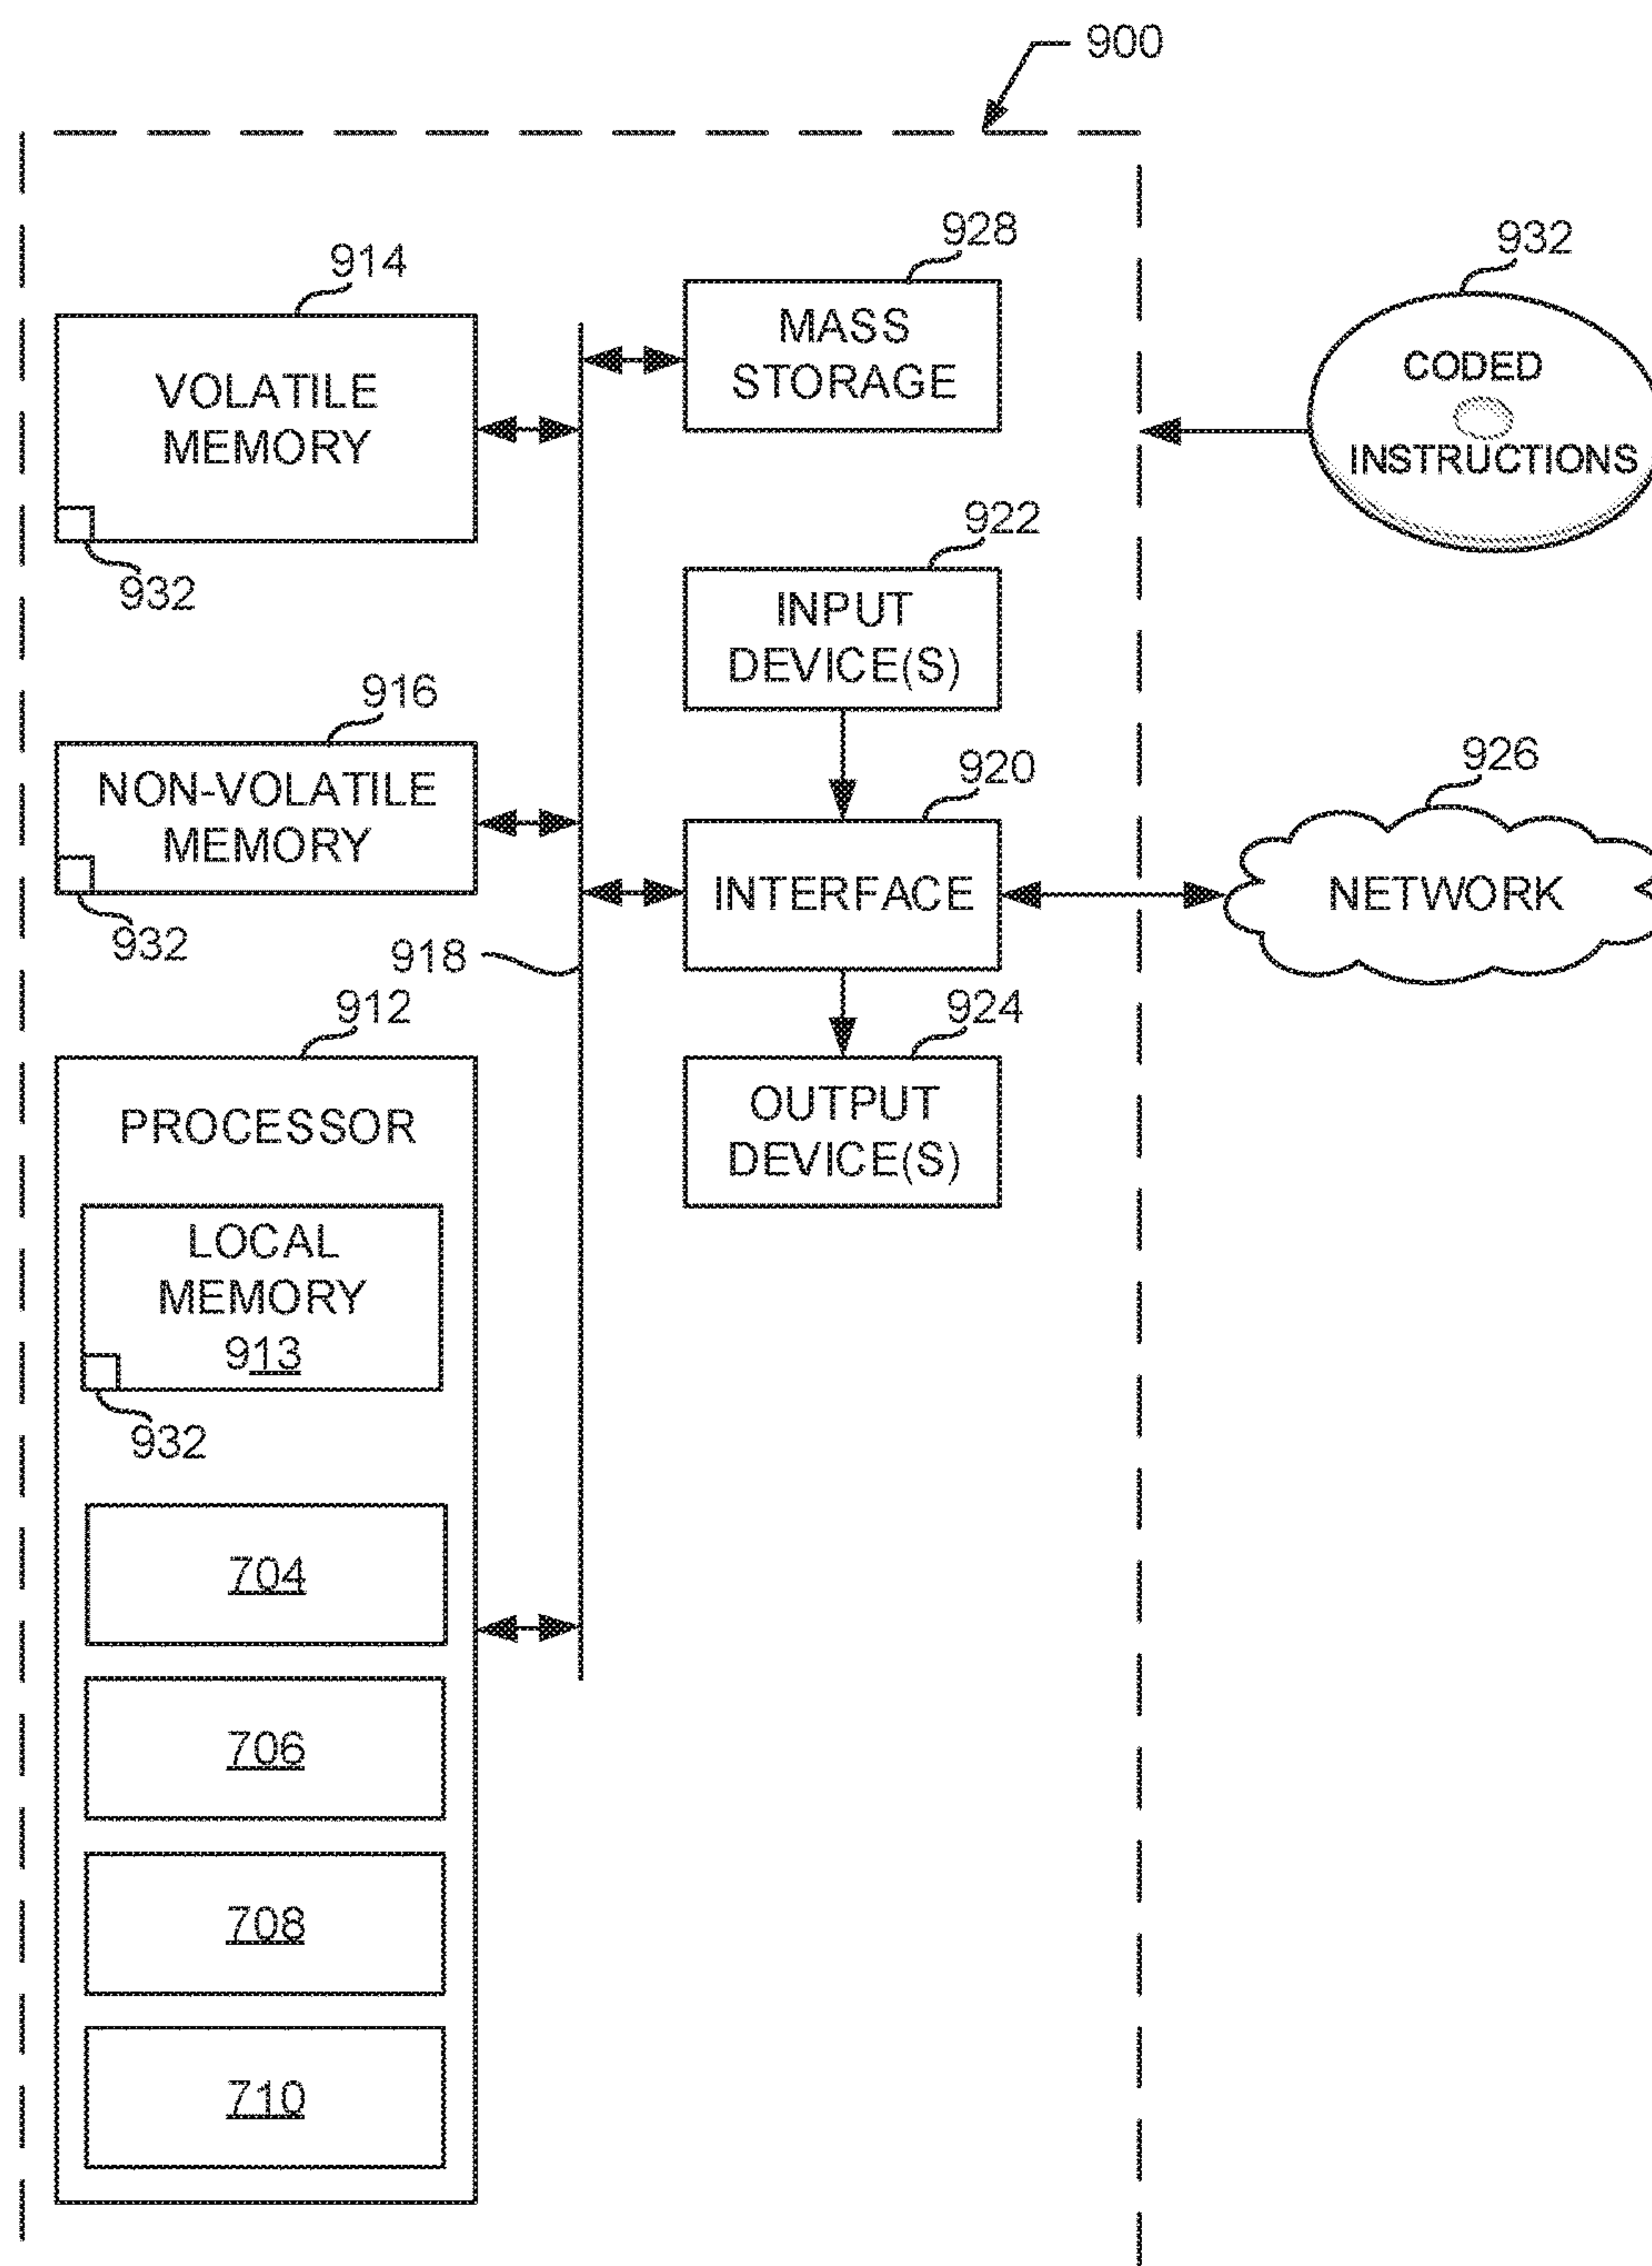 900
928
932
914
MASS
STORAGE
CODED
INSTRUCTIONS
VOLATILE
MEMORY
922
932
INPUT
DEVICE(S)
916
920
926
NON-VOLATILE
MEMORY
INTERFACE
NETWORK
932
918
912
924
PROCESSOR
OUTPUT
DEVICE(S)
LOCAL
MEMORY
913
932
704
706
708
710